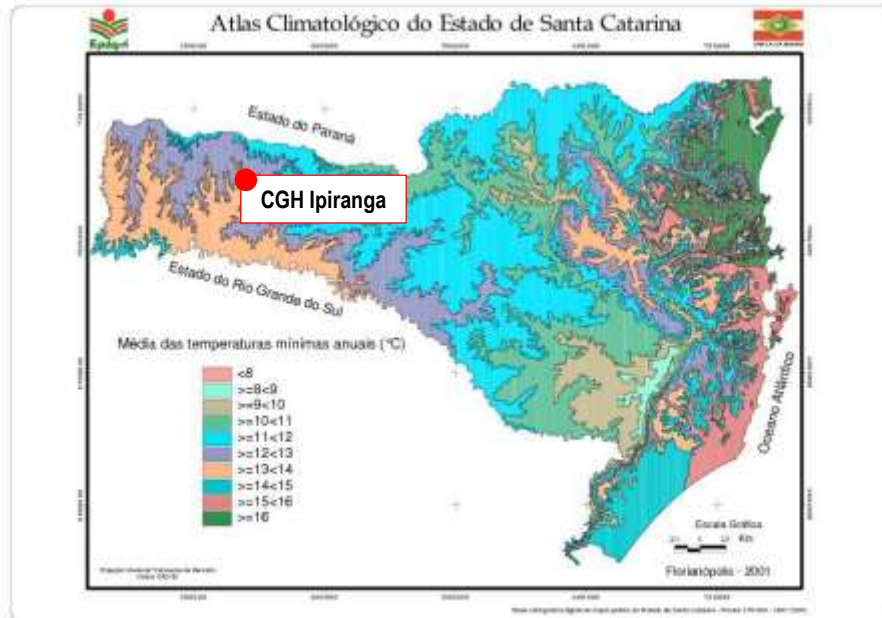 Atlas Climatológico do Estado de Santa Catarina
Epagri
Estado do Paraná
CGH Ipiranga
Estado do Rio Grande do Sul
Oceano Atlântico
Média das temperaturas mínimas anuais (°C)
<8
>=8<9
>=9<10
>=10<11
>=11<12
>=12<13
>=13<14
>=14<15
>=15<16
>=16
Escala Gráfica
Km
Florianópolis - 2001